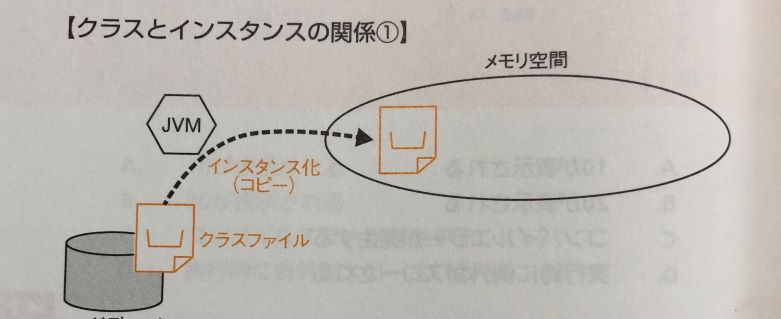 【クラスとインスタンスの関係①】
メモリ空間
JVM
インスタンス化
（コピー）
クラスファイル